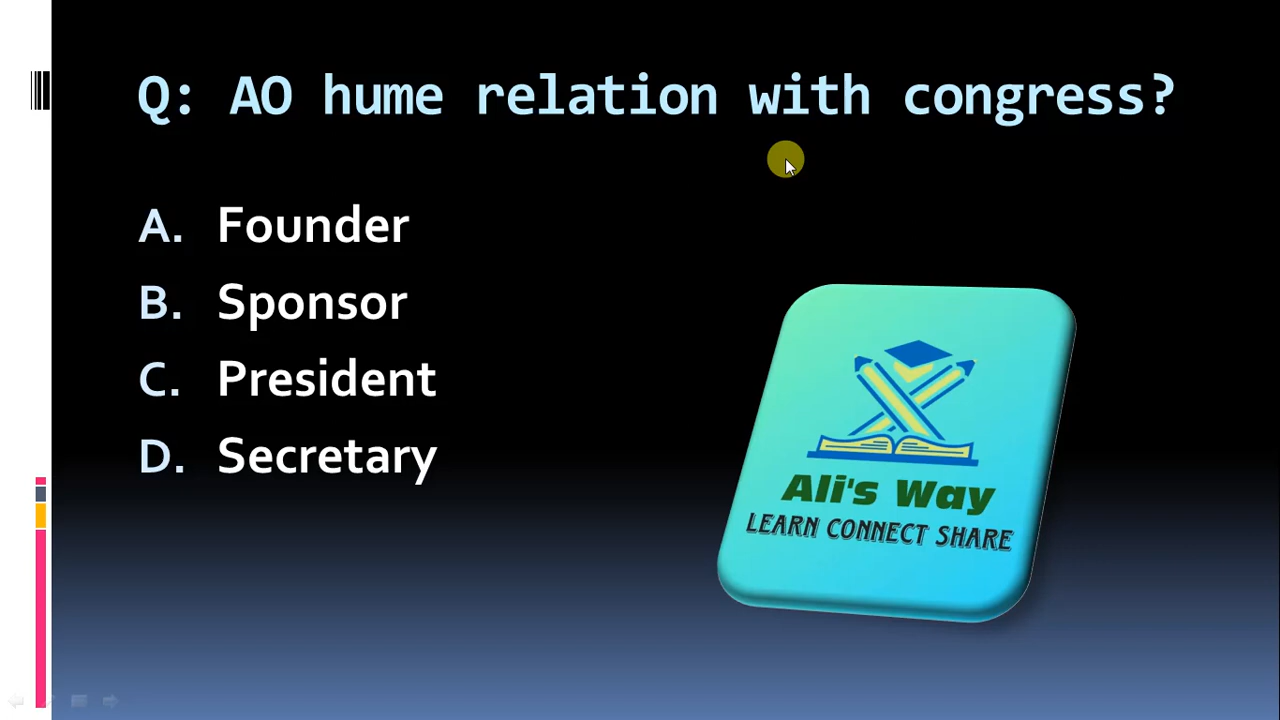 Q: AO hume relation with congress?
A. Founder
B. Sponsor
C. President
D. Secretary
Ali's Way
LEARN CONNECT SHARE